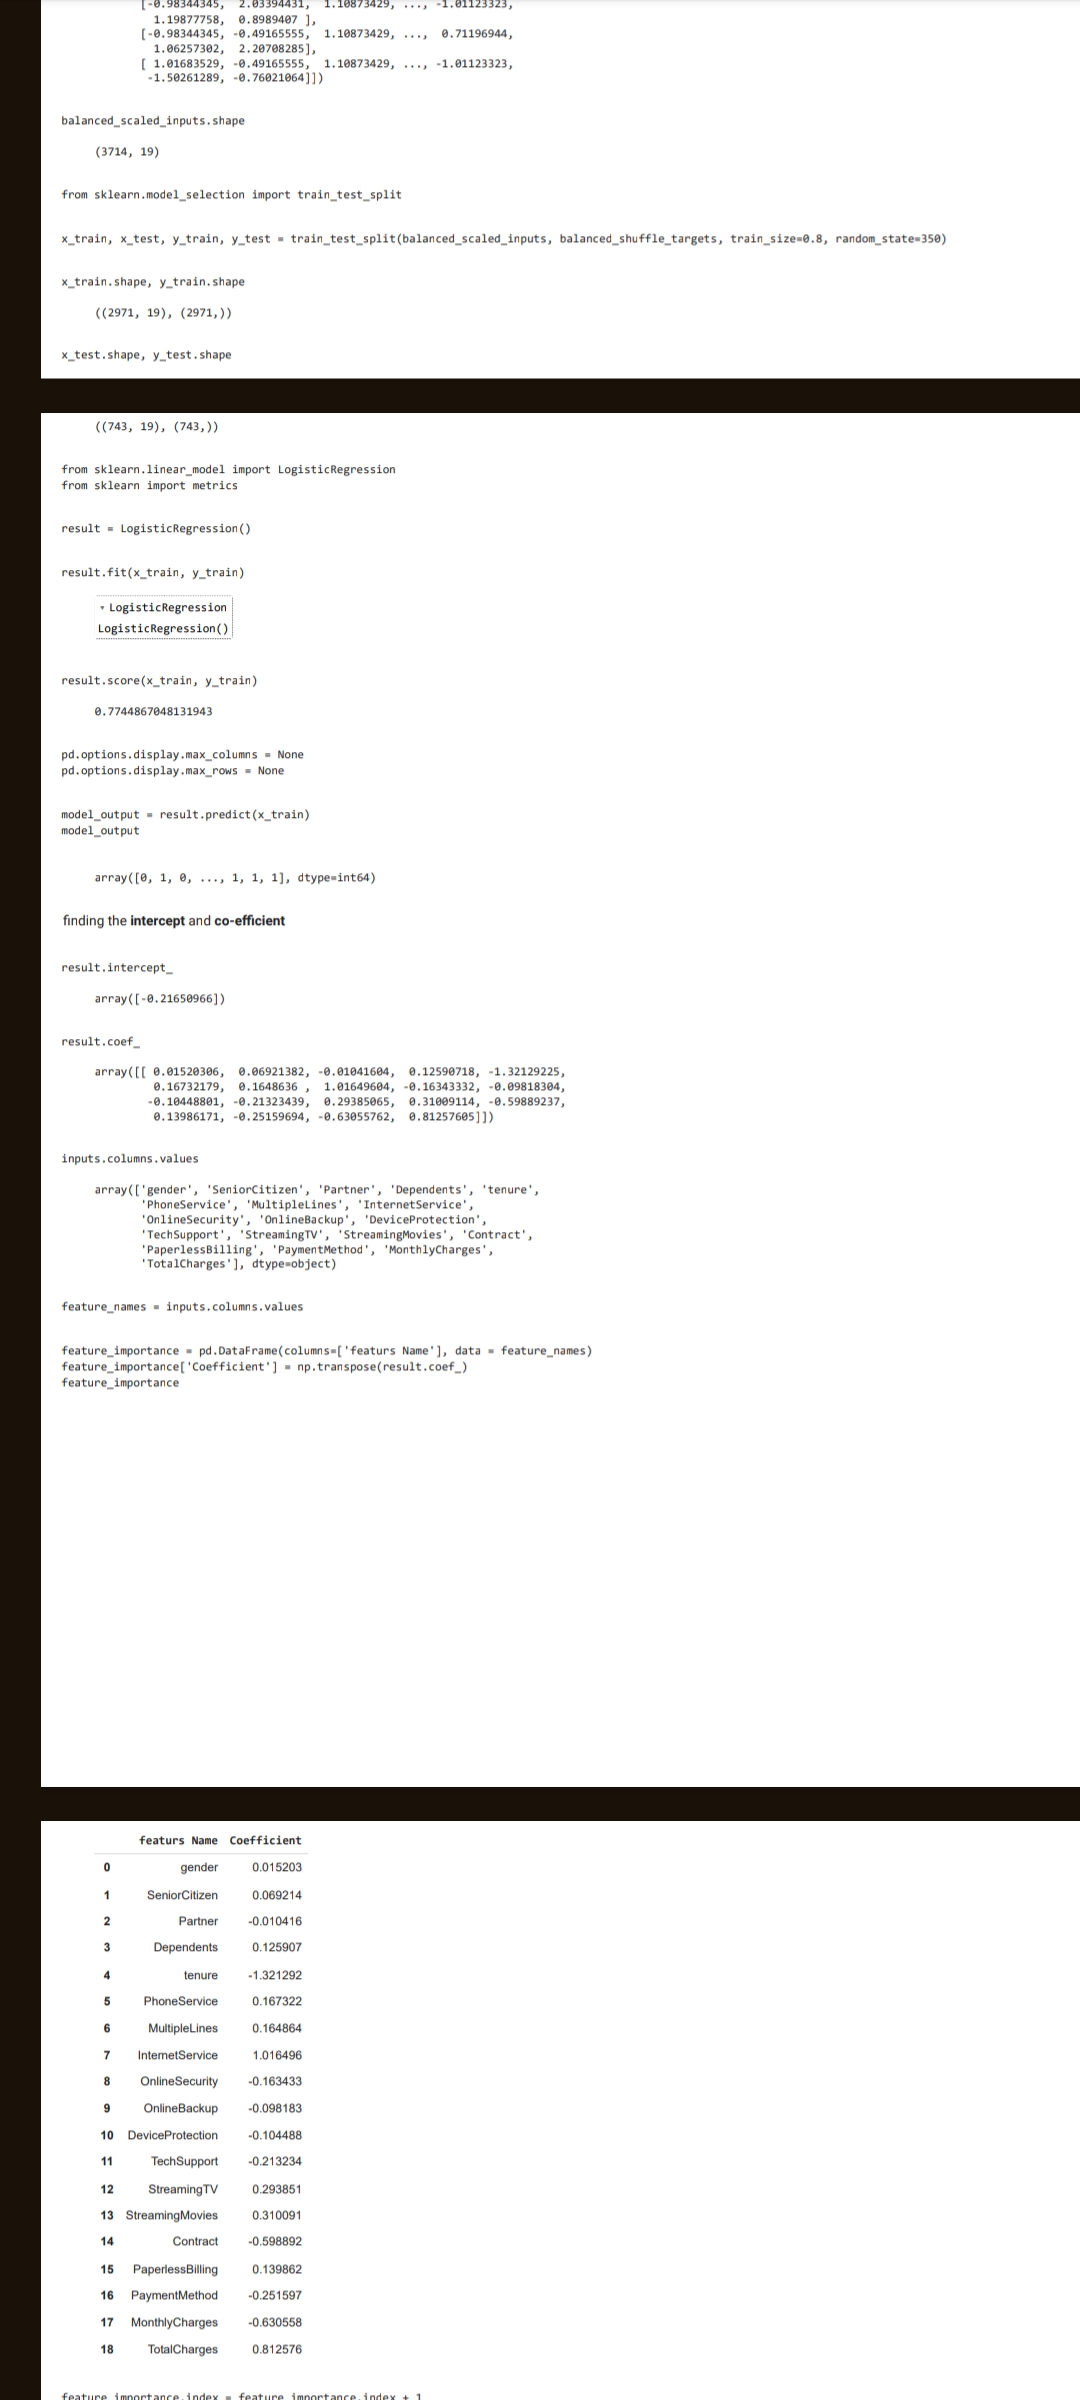 [-0.98344345, 2.03394431, 1.10873429, ..., -1.01123323,
1.19877758, 0.8989407 ],
[-0.98344345, -0.49165555, 1.10873429, ..., 0.71196944,
1.06257302, 2.20708285],
[ 1.01683529, -0.49165555, 1.10873429, ..., -1.01123323,
-1.50261289, -0.76021064]])
balanced_scaled_inputs.shape
(3714, 19)
from sklearn.model_selection import train_test_split
x_train, x_test, y_train, y_test = train_test_split(balanced_scaled_inputs, balanced_shuffle_targets, train_size=0.8, random_state=350)
x_train.shape, y_train.shape
((2971, 19), (2971,))
x_test.shape, y_test.shape
((743, 19), (743,))
from sklearn.linear_model import LogisticRegression
from sklearn import metrics
result = LogisticRegression()
result.fit(x_train, y_train)
▾ LogisticRegression
LogisticRegression()
result.score(x_train, y_train)
0.7744867048131943
pd.options.display.max_columns = None
pd.options.display.max_rows = None
model_output = result.predict(x_train)
model_output
array([0, 1, 0, ..., 1, 1, 1], dtype=int64)
finding the intercept and co-efficient
result.intercept_
array([-0.21650966])
result.coef_
array([[ 0.01520306, 0.06921382, -0.01041604, 0.12590718, -1.32129225,
0.16732179, 0.1648636 , 1.01649604, -0.16343332, -0.09818304,
-0.10448801, -0.21323439, 0.29385065, 0.31009114, -0.59889237,
0.13986171, -0.25159694, -0.63055762, 0.81257605]])
inputs.columns.values
array(['gender', 'SeniorCitizen', 'Partner', 'Dependents', 'tenure',
'PhoneService', 'MultipleLines', 'InternetService',
'OnlineSecurity', 'OnlineBackup', 'DeviceProtection',
'TechSupport', 'StreamingTV', 'StreamingMovies', 'Contract',
'PaperlessBilling', 'PaymentMethod', 'MonthlyCharges',
'TotalCharges'], dtype=object)
feature_names = inputs.columns.values
feature_importance = pd.DataFrame(columns=['featurs Name'], data = feature_names)
feature_importance['Coefficient'] = np.transpose(result.coef_)
feature_importance
featurs Name Coefficient
0 gender 0.015203
1 SeniorCitizen 0.069214
2 Partner -0.010416
3 Dependents 0.125907
4 tenure -1.321292
5 PhoneService 0.167322
6 MultipleLines 0.164864
7 InternetService 1.016496
8 OnlineSecurity -0.163433
9 OnlineBackup -0.098183
10 DeviceProtection -0.104488
11 TechSupport -0.213234
12 StreamingTV 0.293851
13 StreamingMovies 0.310091
14 Contract -0.598892
15 PaperlessBilling 0.139862
16 PaymentMethod -0.251597
17 MonthlyCharges -0.630558
18 TotalCharges 0.812576
feature_importance.index = feature_importance.index + 1